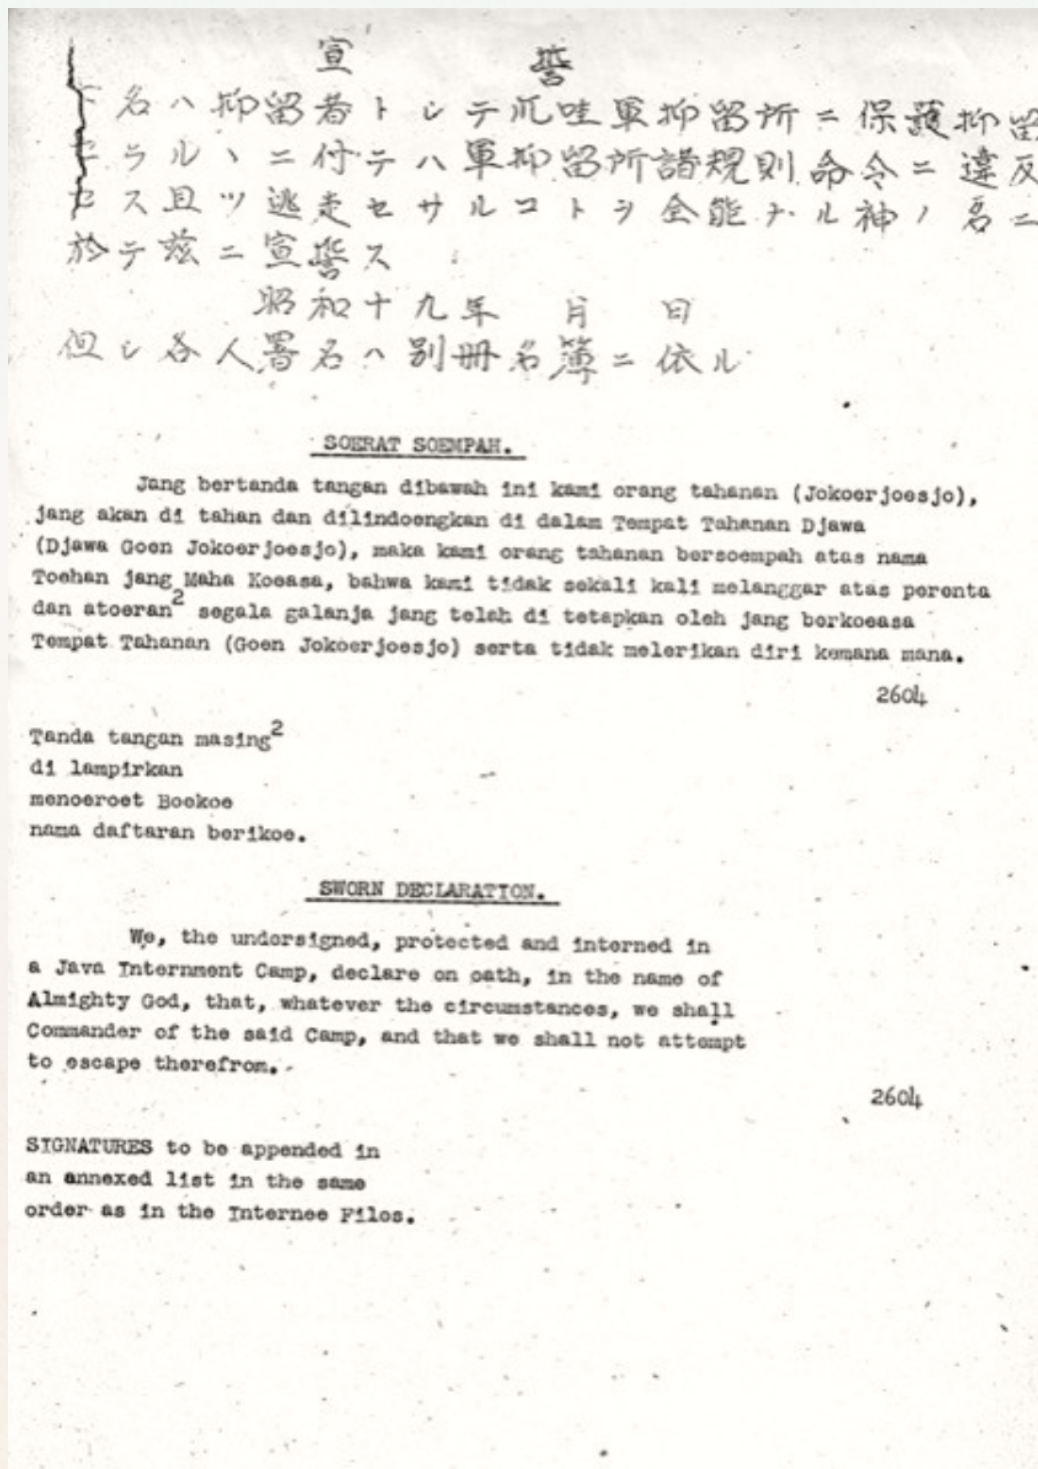 宣誓
下名ハ抑留者トシテ爪哇軍抑留所ニ保護抑留
セラルヽニ付テハ軍抑留所諸規則命令ニ違反
セス且ツ逃走セサルコトヲ全能ナル神ノ名ニ
於テ玆ニ宣誓ス
昭和十九年 月 日
但シ各人署名ハ別冊名簿ニ依ル
SOERAT SOEMPAH.
Jang bertanda tangan dibawah ini kami orang tahanan (Jokoerjoesjo),
jang akan di tahan dan dilindoengkan di dalam Tempat Tahanan Djawa
(Djawa Goen Jokoerjoesjo), maka kami orang tahanan bersoempah atas nama
Toehan jang Maha Koeasa, bahwa kami tidak sekali kali melanggar atas perenta
dan atoeran2 segala galanja jang telah di tetapkan oleh jang berkoeasa
Tempat Tahanan (Goen Jokoerjoesjo) serta tidak melerikan diri kemana mana.
2604
Tanda tangan masing2
di lampirkan
menoeroet Boekoe
nama daftaran berikoe.
SWORN DECLARATION.
We, the undersigned, protected and interned in
a Java Internment Camp, declare on oath, in the name of
Almighty God, that, whatever the circumstances, we shall
Commander of the said Camp, and that we shall not attempt
to escape therefrom.-
2604
SIGNATURES to be appended in
an annexed list in the same
order as in the Internee Files.